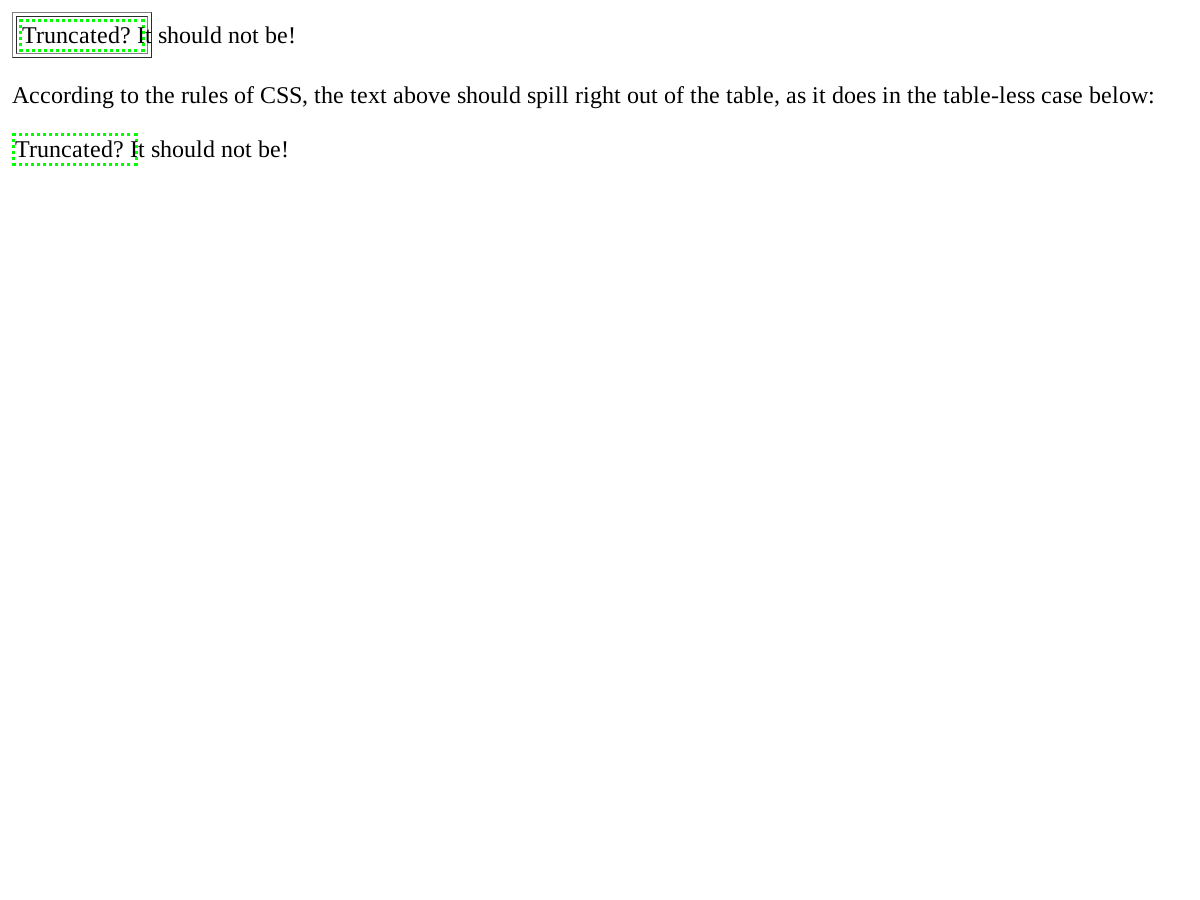 Truncated? It should not be!
According to the rules of CSS, the text above should spill right out of the table, as it does in the table-less case below:
Truncated? It should not be!